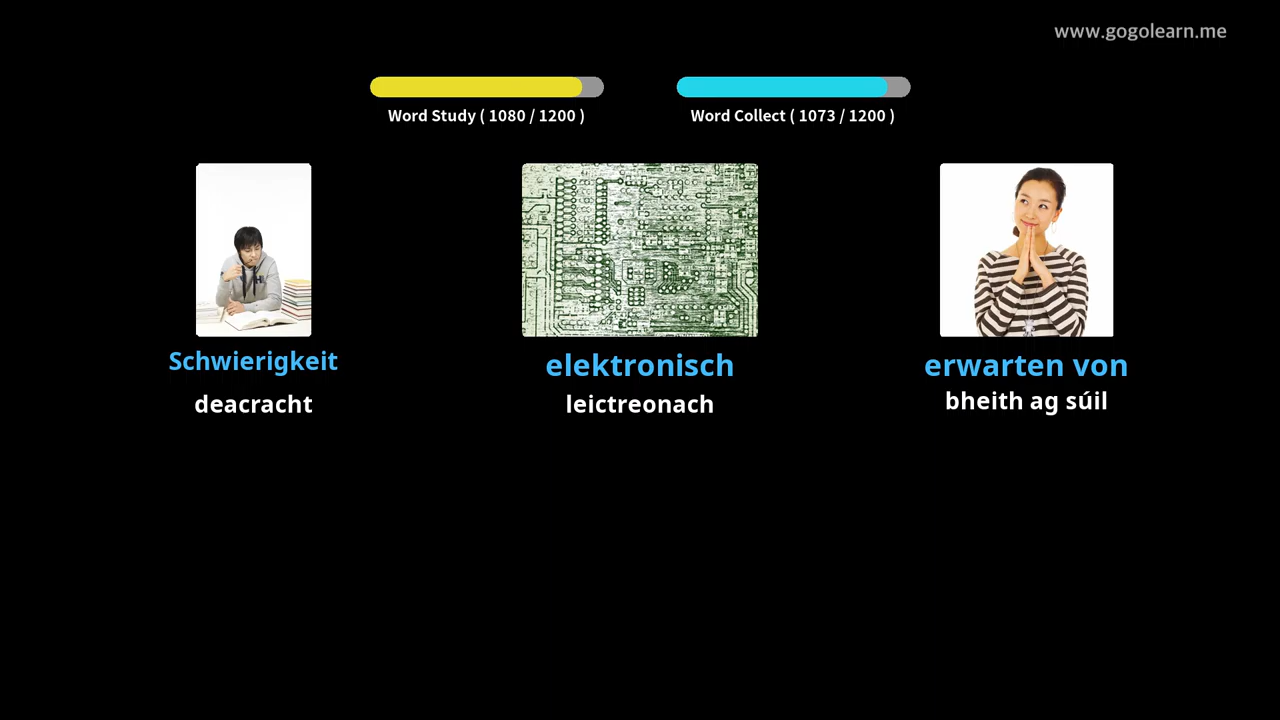 www.gogolearn.me
Word Study ( 1080 / 1200 )
Word Collect ( 1073 / 1200 )
Schwierigkeit
deacracht
elektronisch
leictreonach
erwarten von
bheith ag súil